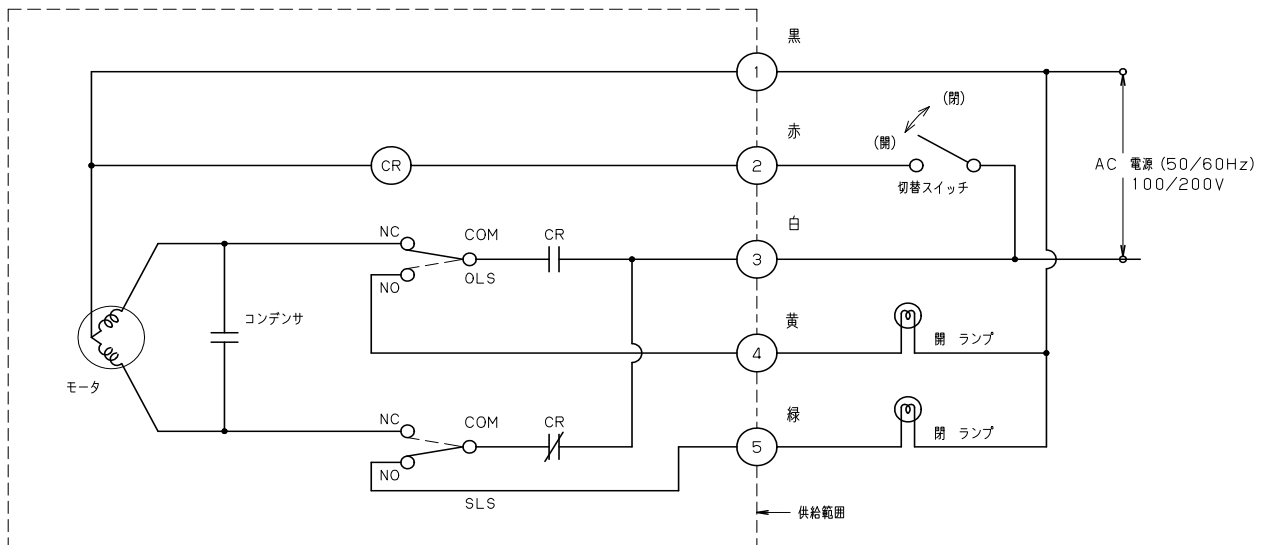 黒
1
(閉)
赤
(開)
CR
2
切替スイッチ
AC 電源(50/60Hz)
100/200V
白
NC
COM
CR
3
NO
OLS
コンデンサ
黄
4
開 ランプ
モータ
NC
COM
CR
緑
5
閉 ランプ
NO
SLS
供給範囲